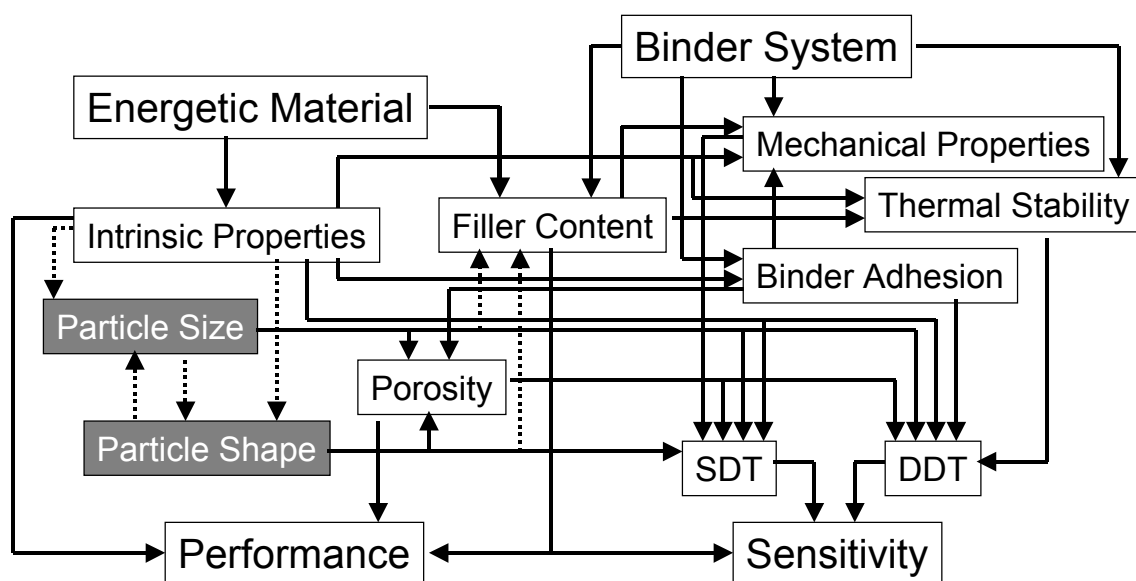 Binder System
Energetic Material
Mechanical Properties
Thermal Stability
Intrinsic Properties
Filler Content
Binder Adhesion
Particle Size
Porosity
Particle Shape
SDT
DDT
Performance
Sensitivity